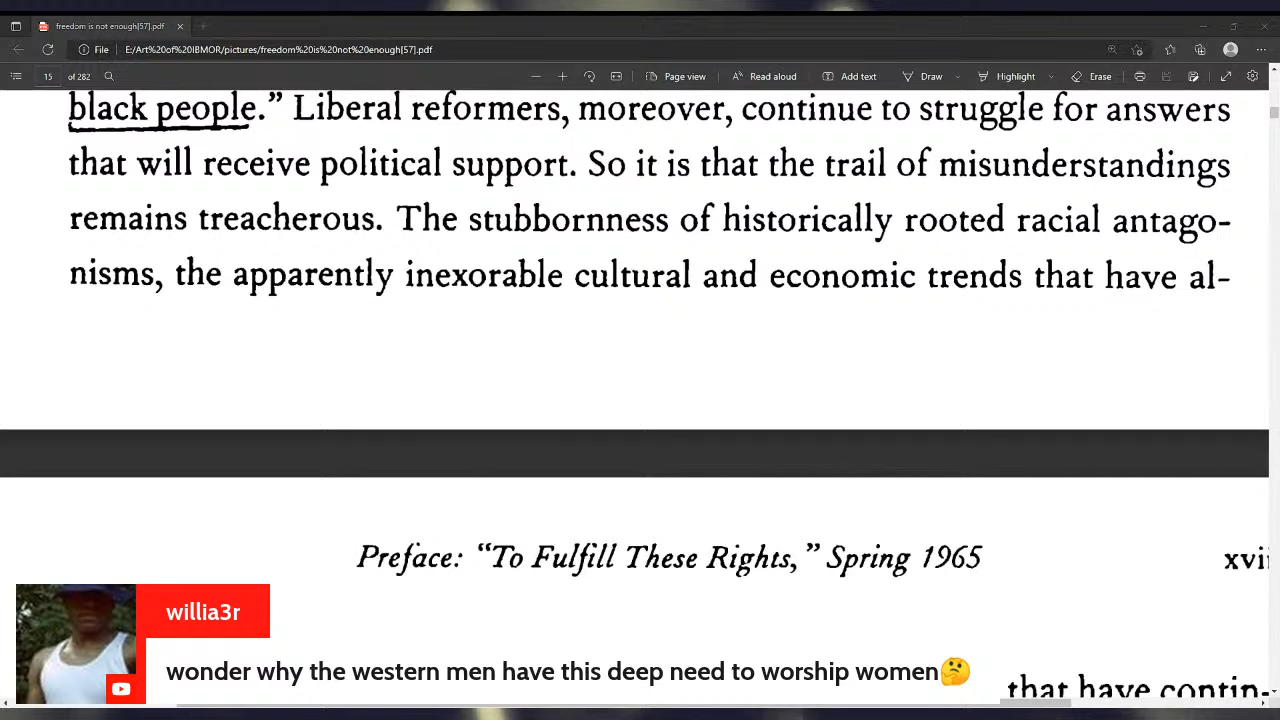 freedom is not enough[57].pdf
File E:/Art%20of%20IBMOR/pictures/freedom%20is%20not%20enough[57].pdf
15 of 282 Page view Read aloud Add text Draw Highlight Erase
black people.” Liberal reformers, moreover, continue to struggle for answers
that will receive political support. So it is that the trail of misunderstandings
remains treacherous. The stubbornness of historically rooted racial antago-
nisms, the apparently inexorable cultural and economic trends that have al-
Preface: “To Fulfill These Rights,” Spring 1965 xvii
willia3r
wonder why the western men have this deep need to worship women🤔
that have contin-